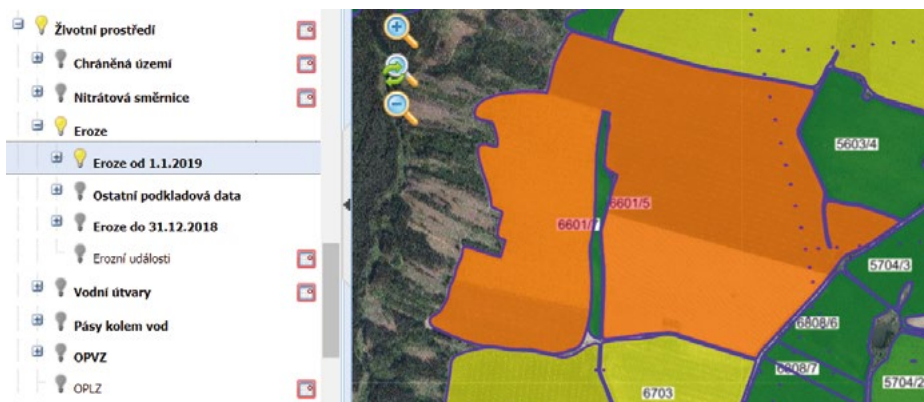 Životní prostředí
Chráněná území
Nitrátová směrnice
Eroze
Eroze od 1.1.2019
Ostatní podkladová data
Eroze do 31.12.2018
Erozní události
Vodní útvary
Pásy kolem vod
OPVZ
OPLZ
5603/4
6601/5
6601/7
5704/3
6808/6
6808/7
5704/2
6703